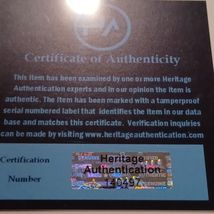 Certificate of Authenticity
This item has been examined by one or more Heritage
Authentication experts and in our opinion the item is
authentic. The item has been marked with a tamperproof
serial numbered label that identifies the item in our data
base and matches this certificate. Verification inquiries
can be made by visiting www.heritageauthentication.com
Certification
Number
Heritage
Authentication